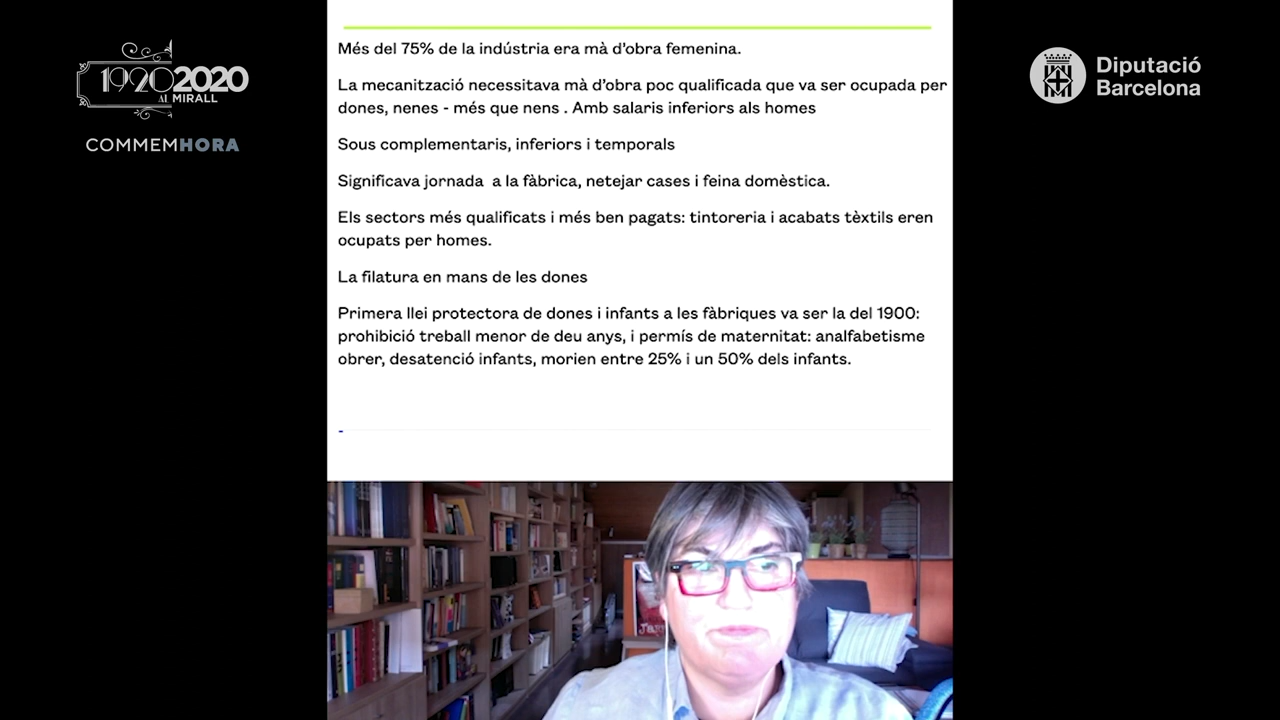 1920 2020
AL MIRALL
COMMEMHORA
Diputació
Barcelona
Més del 75% de la indústria era mà d'obra femenina.
La mecanització necessitava mà d'obra poc qualificada que va ser ocupada per
dones, nenes - més que nens . Amb salaris inferiors als homes
Sous complementaris, inferiors i temporals
Significava jornada  a la fàbrica, netejar cases i feina domèstica.
Els sectors més qualificats i més ben pagats: tintoreria i acabats tèxtils eren
ocupats per homes.
La filatura en mans de les dones
Primera llei protectora de dones i infants a les fàbriques va ser la del 1900:
prohibició treball menor de deu anys, i permís de maternitat: analfabetisme
obrer, desatenció infants, morien entre 25% i un 50% dels infants.
-